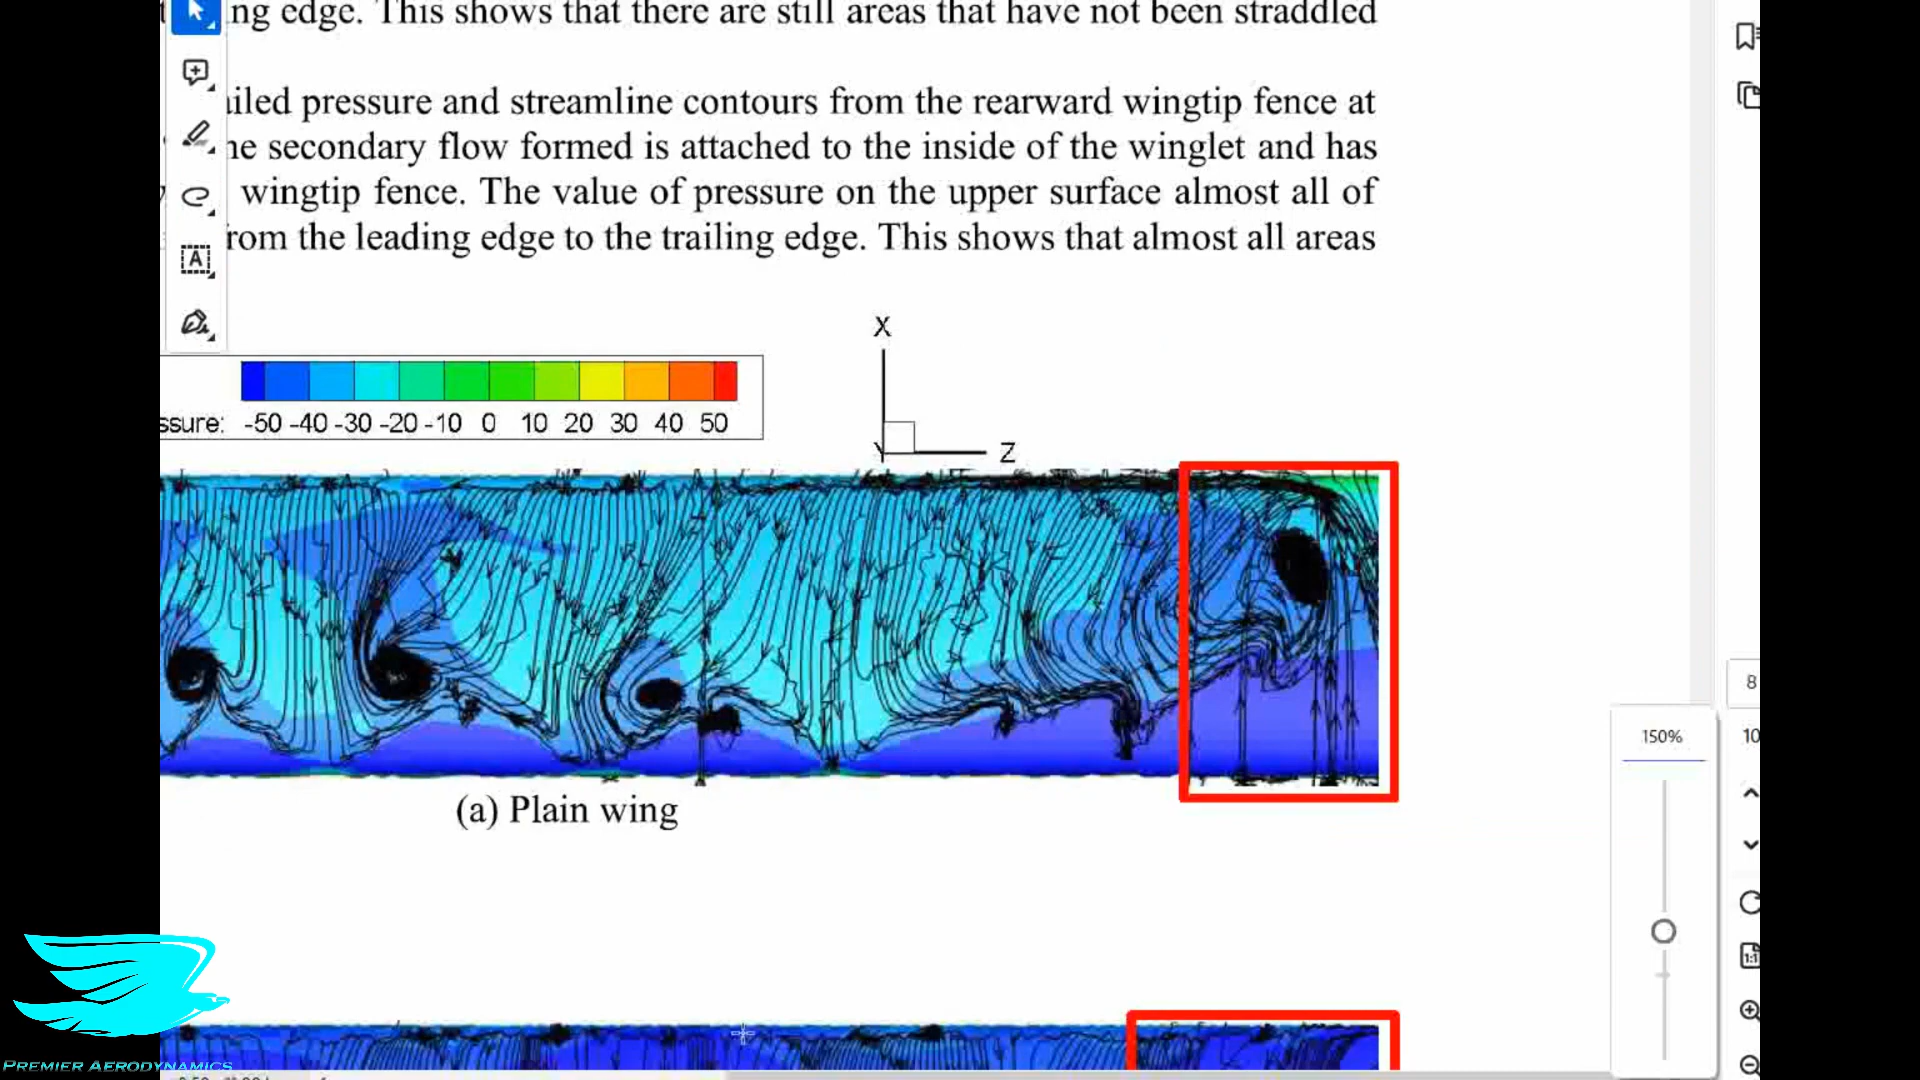 ng edge. This shows that there are still areas that have not been straddled
iled pressure and streamline contours from the rearward wingtip fence at
he secondary flow formed is attached to the inside of the winglet and has
wingtip fence. The value of pressure on the upper surface almost all of
rom the leading edge to the trailing edge. This shows that almost all areas
X
ssure: -50 -40 -30 -20 -10 0 10 20 30 40 50
Y Z
8
150%
10
(a) Plain wing
PREMIER AERODYNAMICS